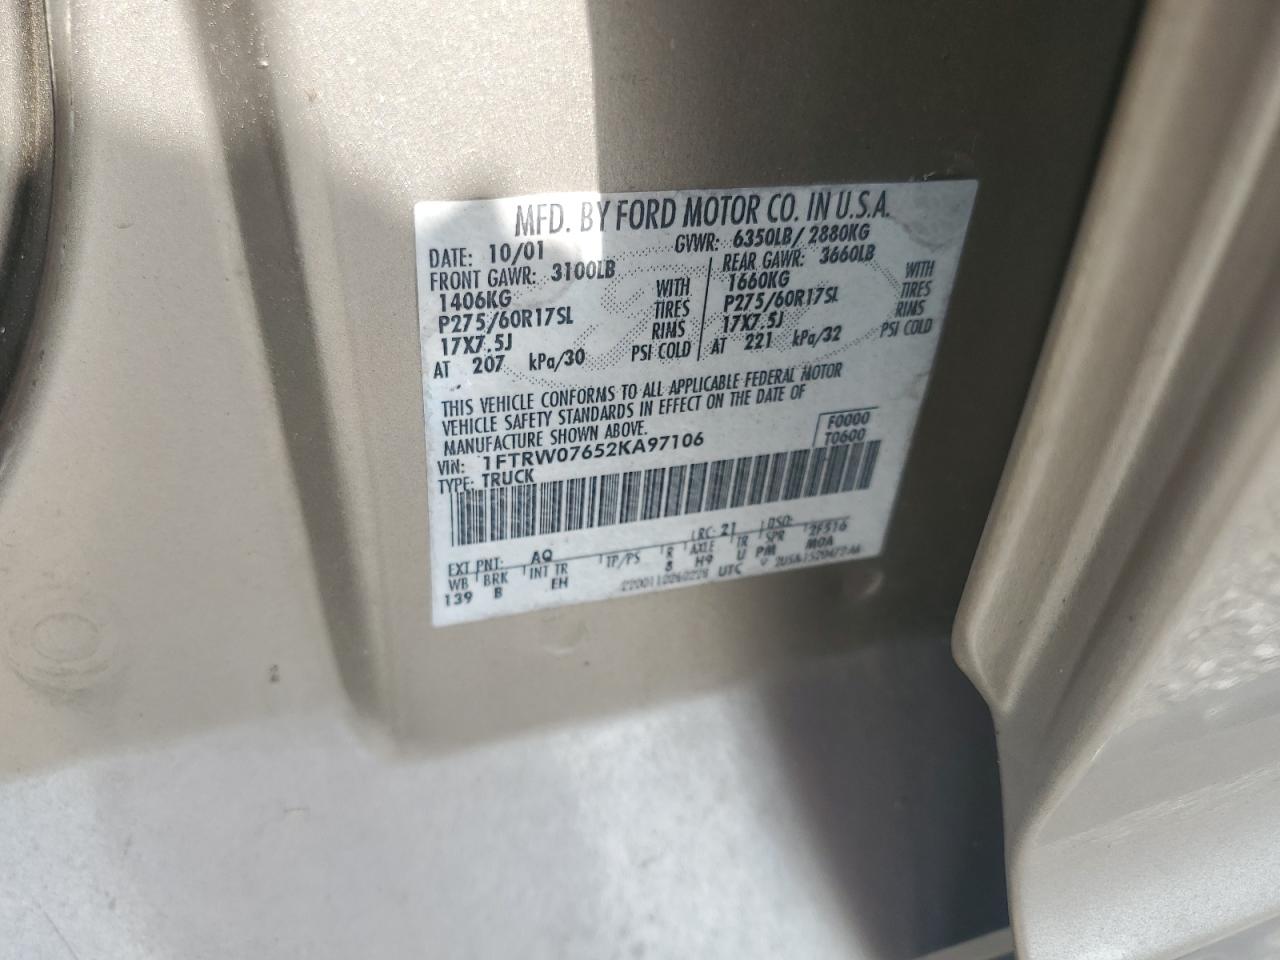 MFD. BY FORD MOTOR CO. IN U.S.A.
DATE: 10/01 GVWR: 6350LB/ 2880KG
FRONT GAWR: 3100LB REAR GAWR: 3660LB
1406KG WITH 1660KG WITH
P275/60R17SL TIRES P275/60R17SL TIRES
17X7.5J RIMS 17X7.5J RIMS
AT 207 kPa/30 PSI COLD AT 221 kPa/32 PSI COLD
THIS VEHICLE CONFORMS TO ALL APPLICABLE FEDERAL MOTOR
VEHICLE SAFETY STANDARDS IN EFFECT ON THE DATE OF
MANUFACTURE SHOWN ABOVE. F0000
VIN: 1FTRW07652KA97106 T0600
TYPE: TRUCK
EXT PNT: AQ RC: 21 DSO: 2F516
WB BRK INT TR TP/PS R AXLE TR SPR
139 B EH 8 H9 U PM M0A
UTC